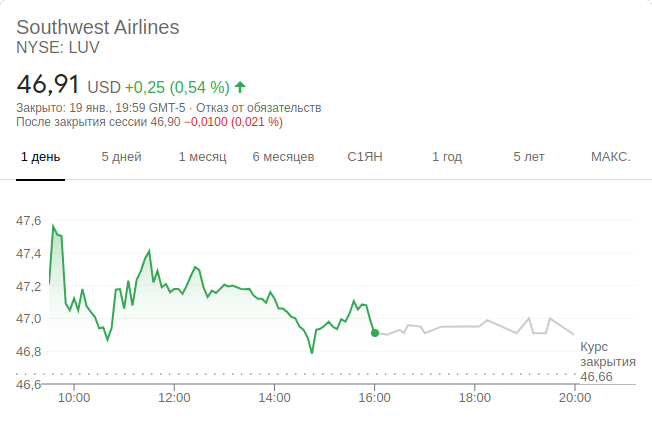 Southwest Airlines
NYSE: LUV
46,91 USD +0,25 (0,54 %)
Закрыто: 19 янв., 19:59 GMT-5 · Отказ от обязательств
После закрытия сессии 46,90 −0,0100 (0,021 %)
1 день 5 дней 1 месяц 6 месяцев С1ЯН 1 год 5 лет МАКС.
47,6
47,4
47,2
47,0
46,8
46,6
Курс
закрытия
46,66
10:00 12:00 14:00 16:00 18:00 20:00